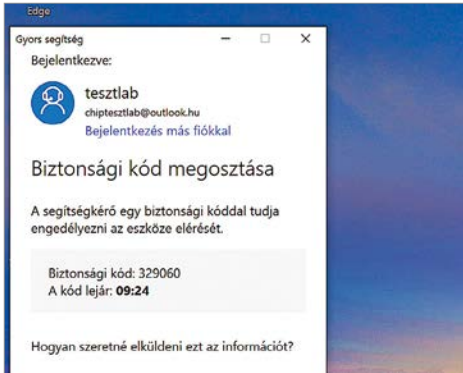 Edge
Gyors segítség
Bejelentkezve:
tesztlab
chiptesztlab@outlook.hu
Bejelentkezés más fiókkal
Biztonsági kód megosztása
A segítségkérő egy biztonsági kóddal tudja
engedélyezni az eszköze elérését.
Biztonsági kód: 329060
A kód lejár: 09:24
Hogyan szeretné elküldeni ezt az információt?